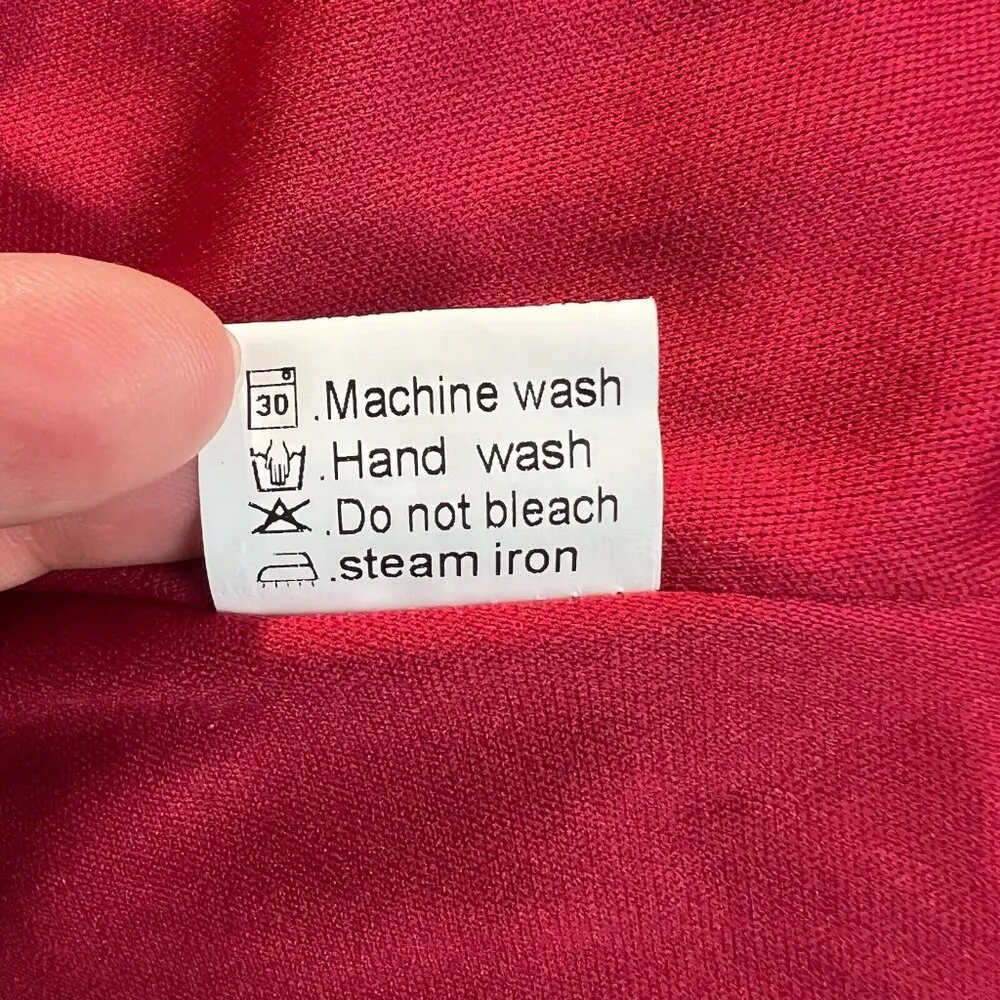 30 .Machine wash
.Hand wash
.Do not bleach
.steam iron